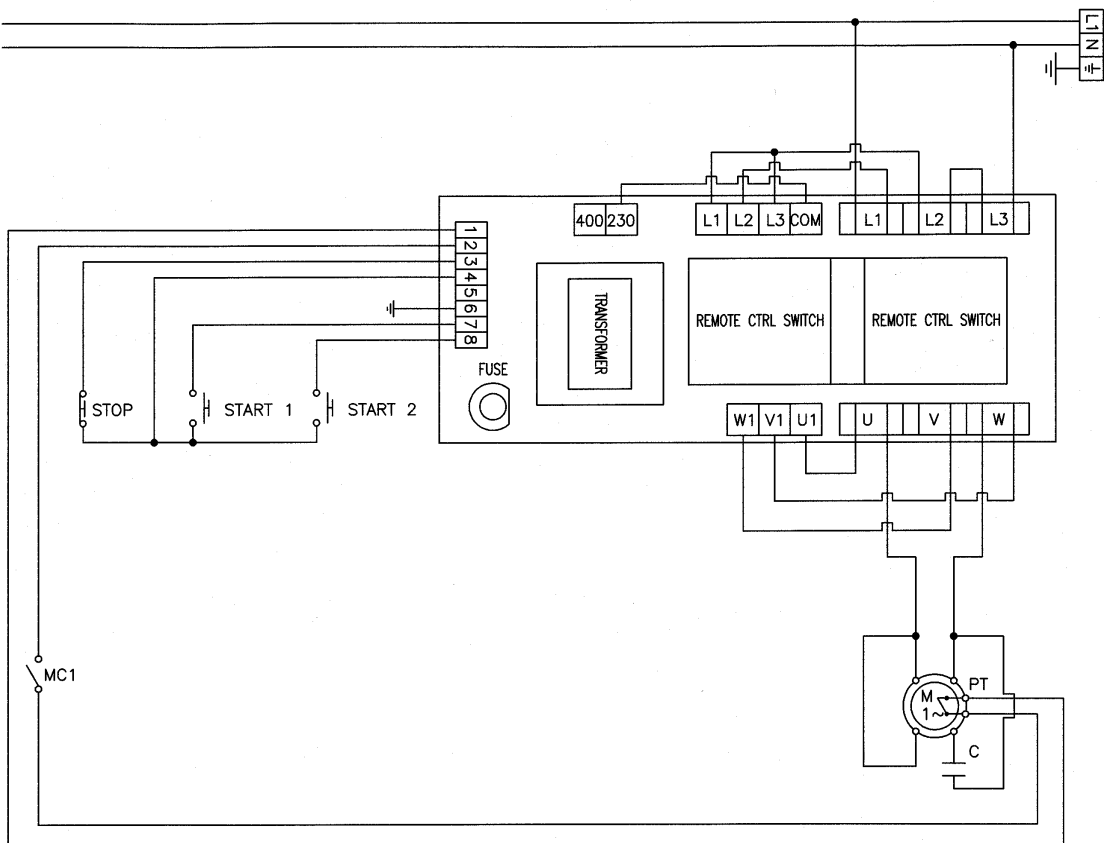 L1
N
400 230
L1 L2 L3 COM
L1 L2 L3
1
2
3
4
5
6
7
8
TRANSFORMER
REMOTE CTRL SWITCH
REMOTE CTRL SWITCH
FUSE
STOP
START 1
START 2
W1 V1 U1
U V W
MC1
PT
M
1~
C